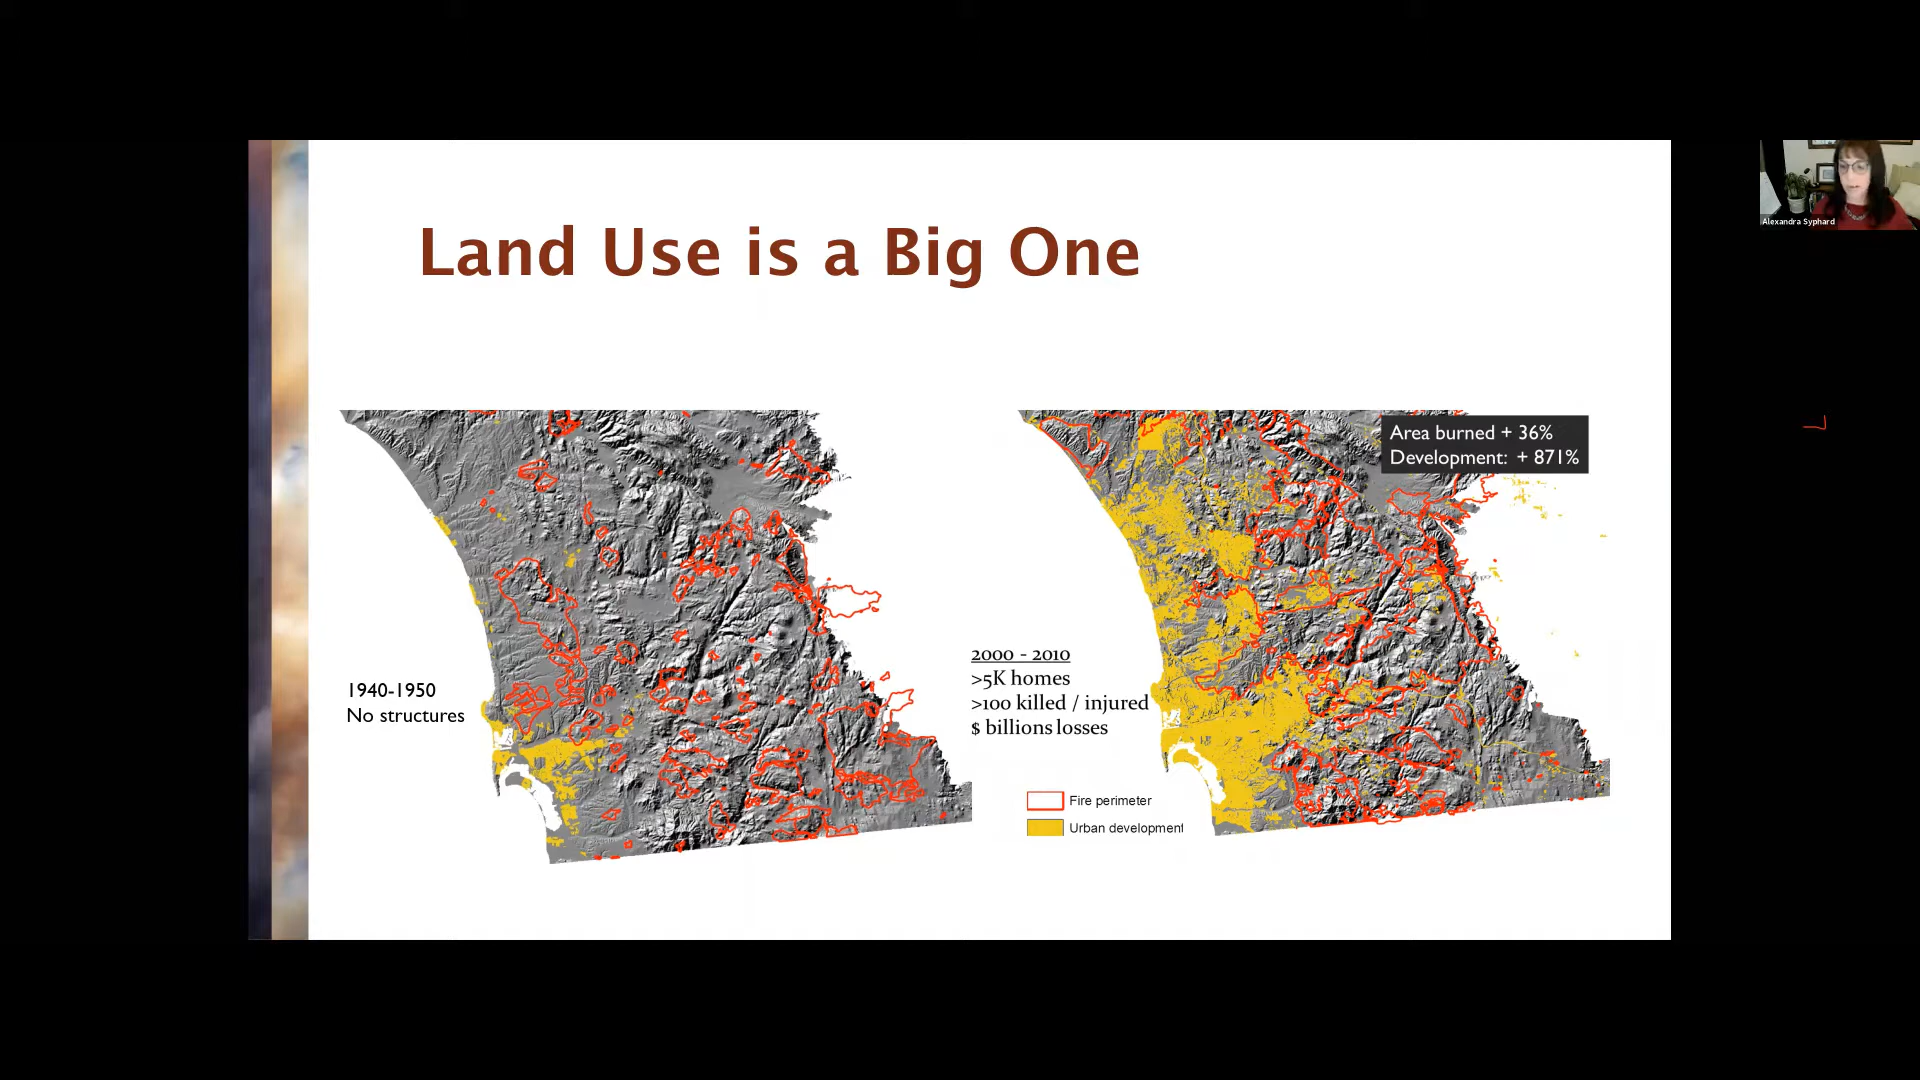 Land Use is a Big One
Alexandra Syphard
Area burned + 36%
Development: + 871%
1940-1950
No structures
2000 - 2010
>5K homes
>100 killed / injured
$ billions losses
Fire perimeter
Urban development